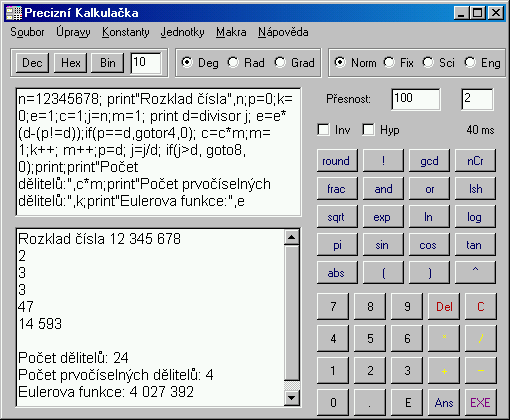 Precizní Kalkulačka
Soubor Úpravy Konstanty Jednotky Makra Nápověda
Dec Hex Bin 10 Deg Rad Grad Norm Fix Sci Eng
n=12345678; print"Rozklad čísla",n;p=0;k=
0;e=1;c=1;j=n;m=1; print d=divisor j; e=e*
(d-(p!=d));if(p==d,gotor4,0); c=c*m;m=
1;k++; m++;p=d; j=j/d; if(j>d, goto8,
0);print;print"Počet
dělitelů:",c*m;print"Počet prvočíselných
dělitelů:",k;print"Eulerova funkce:",e
Přesnost: 100 2
Inv Hyp 40 ms
round ! gcd nCr
frac and or lsh
sqrt exp ln log
pi sin cos tan
abs ( ) ^
Rozklad čísla 12 345 678
2
3
3
47
14 593
Počet dělitelů: 24
Počet prvočíselných dělitelů: 4
Eulerova funkce: 4 027 392
7 8 9 Del C
4 5 6 * /
1 2 3 + −
0 . E Ans EXE